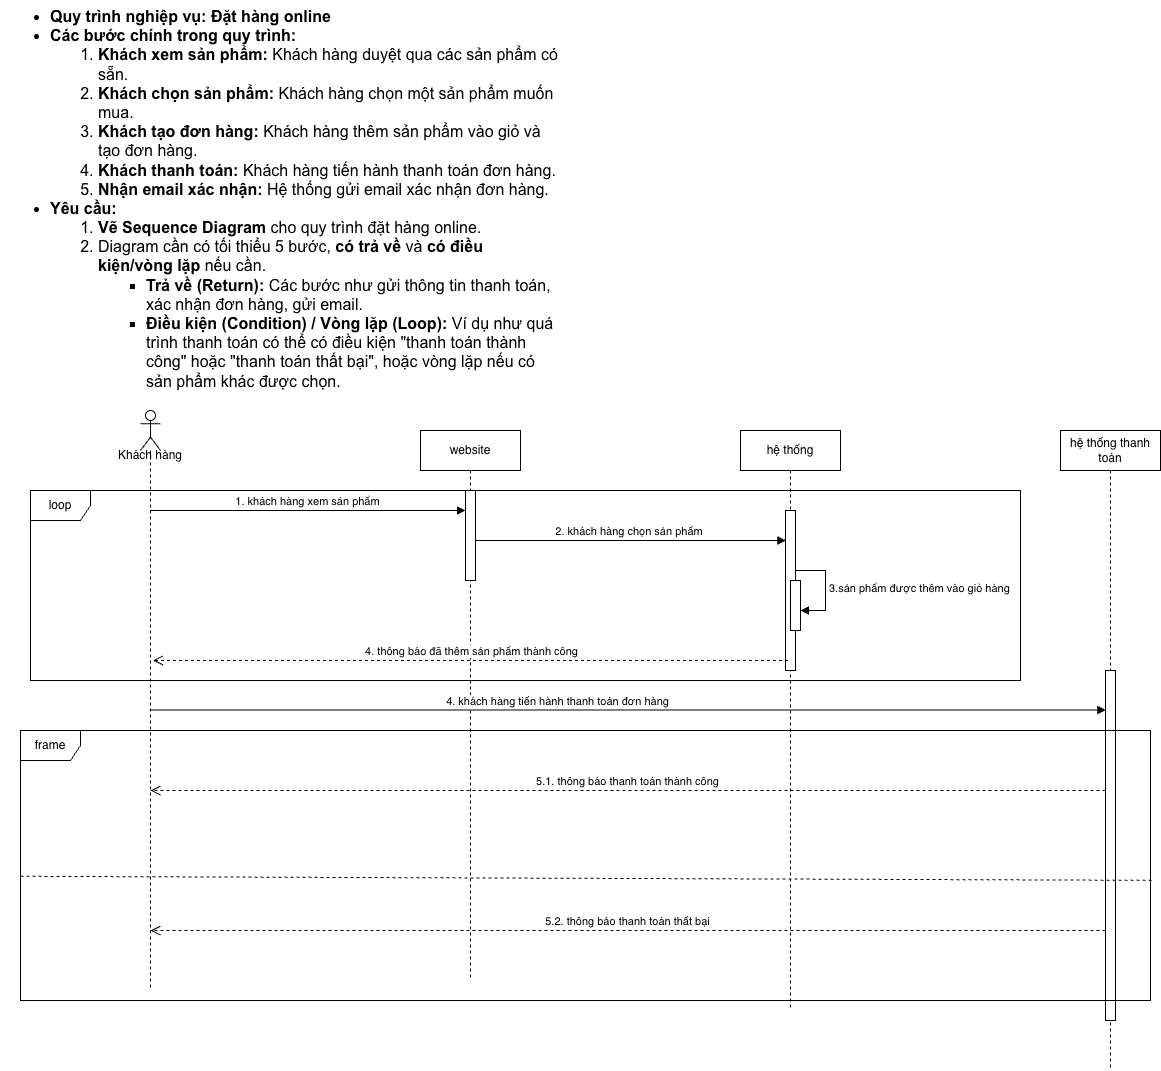 • Quy trình nghiệp vụ: Đặt hàng online
• Các bước chính trong quy trình:
1. Khách xem sản phẩm: Khách hàng duyệt qua các sản phẩm có
sẵn.
2. Khách chọn sản phẩm: Khách hàng chọn một sản phẩm muốn
mua.
3. Khách tạo đơn hàng: Khách hàng thêm sản phẩm vào giỏ và
tạo đơn hàng.
4. Khách thanh toán: Khách hàng tiến hành thanh toán đơn hàng.
5. Nhận email xác nhận: Hệ thống gửi email xác nhận đơn hàng.
• Yêu cầu:
1. Vẽ Sequence Diagram cho quy trình đặt hàng online.
2. Diagram cần có tối thiểu 5 bước, có trả về và có điều
kiện/vòng lặp nếu cần.
▪ Trả về (Return): Các bước như gửi thông tin thanh toán,
xác nhận đơn hàng, gửi email.
▪ Điều kiện (Condition) / Vòng lặp (Loop): Ví dụ như quá
trình thanh toán có thể có điều kiện "thanh toán thành
công" hoặc "thanh toán thất bại", hoặc vòng lặp nếu có
sản phẩm khác được chọn.
Khách hàng
website
hệ thống
hệ thống thanh
toán
loop
1. khách hàng xem sản phẩm
2. khách hàng chọn sản phẩm
3.sản phẩm được thêm vào giỏ hàng
4. thông báo đã thêm sản phẩm thành công
4. khách hàng tiến hành thanh toán đơn hàng
frame
5.1. thông báo thanh toán thành công
5.2. thông báo thanh toán thất bại